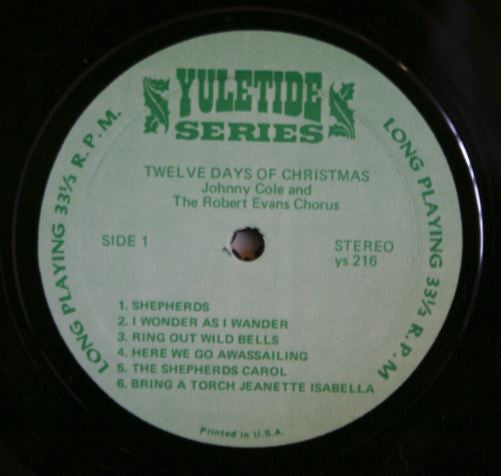 YULETIDE
SERIES
TWELVE DAYS OF CHRISTMAS
Johnny Cole and
The Robert Evans Chorus
SIDE 1
STEREO
ys 216
LONG PLAYING 33⅓ R.P.M.
LONG PLAYING 33⅓ R.P.M
1. SHEPHERDS
2. I WONDER AS I WANDER
3. RING OUT WILD BELLS
4. HERE WE GO AWASSAILING
5. THE SHEPHERDS CAROL
6. BRING A TORCH JEANETTE ISABELLA
Printed in U.S.A.